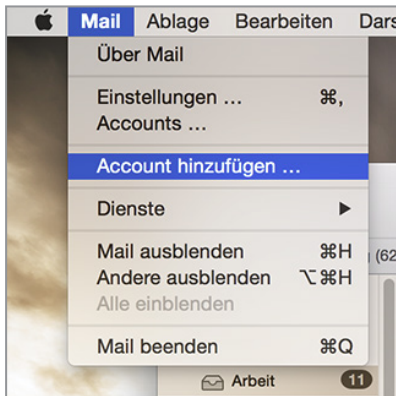 Mail Ablage Bearbeiten
Über Mail
Einstellungen … ⌘,
Accounts …
Account hinzufügen …
Dienste ▶
Mail ausblenden ⌘H
(62
Andere ausblenden ⌥⌘H
Alle einblenden
Mail beenden ⌘Q
Arbeit 11